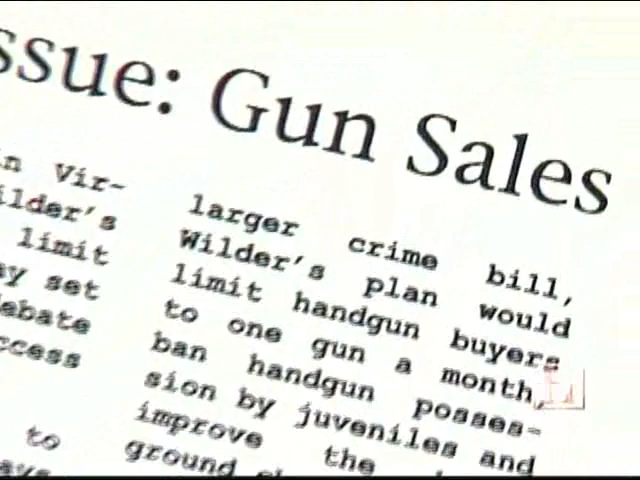 ssue: Gun Sales
n Vir-
ilder's
limit
y set
ebate
ccess
to
larger crime bill,
Wilder's plan would
limit handgun buyers
to one gun a month,
ban handgun posses-
sion by juveniles and
improve the
ground
L